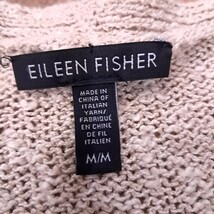 EILEEN FISHER
MADE IN
CHINA OF
ITALIAN
YARN/
FABRIQUÉ
EN CHINE
DE FIL
ITALIEN
M/M